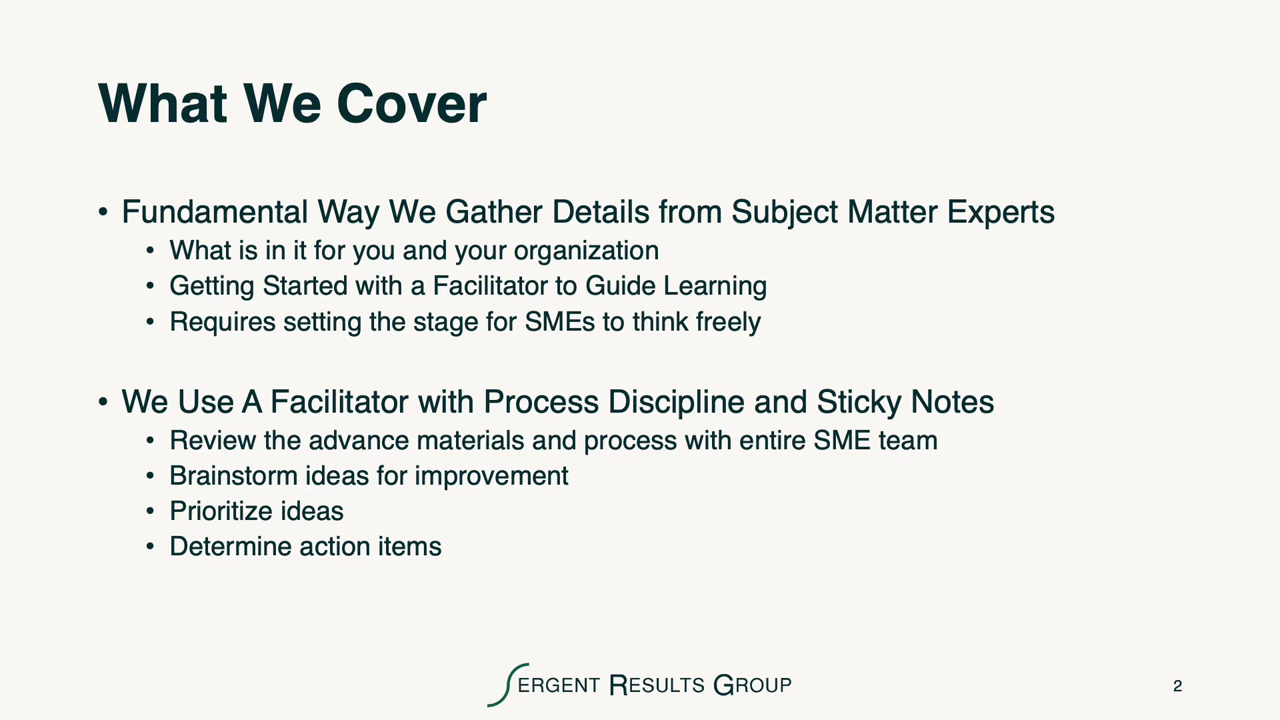 What We Cover
• Fundamental Way We Gather Details from Subject Matter Experts
• What is in it for you and your organization
• Getting Started with a Facilitator to Guide Learning
• Requires setting the stage for SMEs to think freely
• We Use A Facilitator with Process Discipline and Sticky Notes
• Review the advance materials and process with entire SME team
• Brainstorm ideas for improvement
• Prioritize ideas
• Determine action items
SERGENT RESULTS GROUP
2